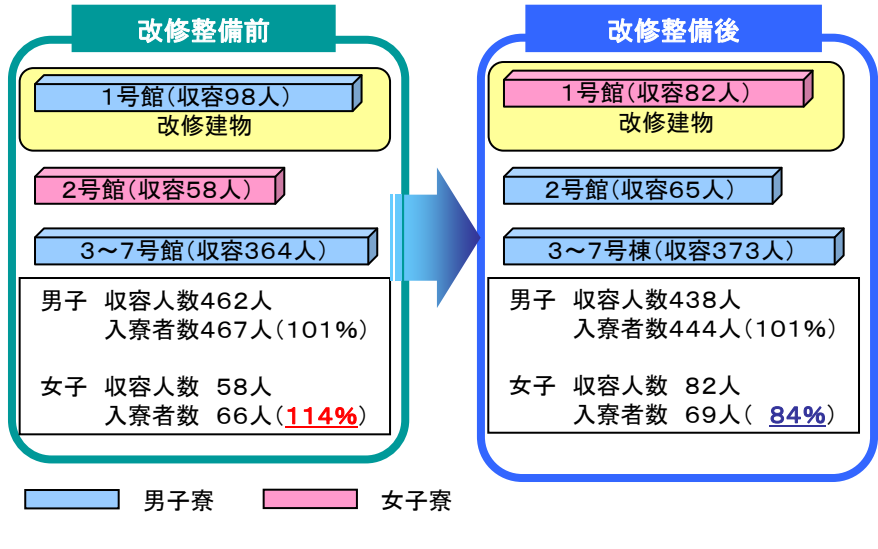 改修整備前
1号館(収容98人)
改修建物
2号館(収容58人)
3～7号館(収容364人)
男子 収容人数462人
入寮者数467人(101%)
女子 収容人数 58人
入寮者数 66人(114%)
改修整備後
1号館(収容82人)
改修建物
2号館(収容65人)
3～7号棟(収容373人)
男子 収容人数438人
入寮者数444人(101%)
女子 収容人数 82人
入寮者数 69人( 84%)
男子寮
女子寮